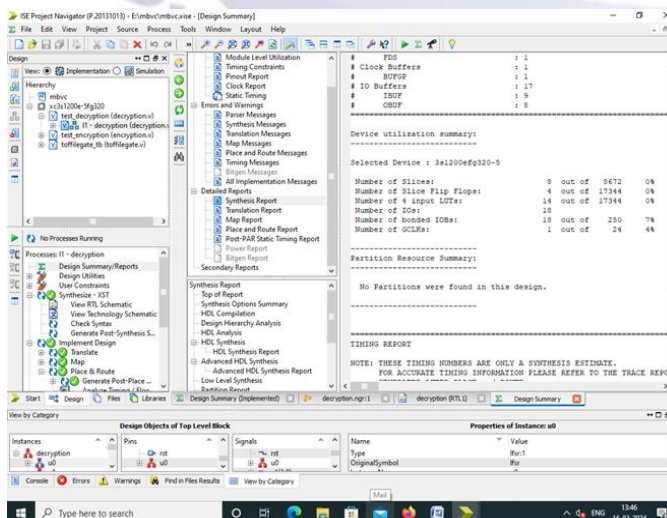 ISE Project Navigator (P.20131013) - E:\mbvc\mbvc.xise - [Design Summary]
File Edit View Project Source Process Tools Window Layout Help
Design
View: Implementation Simulation
Hierarchy
mbvc
xc3s1200e-5fg320
test_decryption (decryption.v)
I1 - decryption (decryption.
test_encryption (encryption.v)
toffilegate_tb (toffilegate.v)
No Processes Running
Processes: I1 - decryption
Design Summary/Reports
Design Utilities
User Constraints
Synthesize - XST
View RTL Schematic
View Technology Schematic
Check Syntax
Generate Post-Synthesis S...
Implement Design
Translate
Map
Place & Route
Generate Post-Place ...
Module Level Utilization
Timing Constraints
Pinout Report
Clock Report
Static Timing
Errors and Warnings
Parser Messages
Synthesis Messages
Translation Messages
Map Messages
Place and Route Messages
Timing Messages
Bitgen Messages
All Implementation Messages
Detailed Reports
Synthesis Report
Translation Report
Map Report
Place and Route Report
Post-PAR Static Timing Report
Power Report
Bitgen Report
Secondary Reports
Synthesis Report
Top of Report
Synthesis Options Summary
HDL Compilation
Design Hierarchy Analysis
HDL Analysis
HDL Synthesis
HDL Synthesis Report
Advanced HDL Synthesis
Advanced HDL Synthesis Report
Low Level Synthesis
Partition Report
# FDS : 1
# Clock Buffers : 1
# BUFGP : 1
# IO Buffers : 17
# IBUF : 9
# OBUF : 8
Device utilization summary:
Selected Device : 3s1200efg320-5
Number of Slices: 8 out of 8672 0%
Number of Slice Flip Flops: 4 out of 17344 0%
Number of 4 input LUTs: 14 out of 17344 0%
Number of IOs: 18
Number of bonded IOBs: 18 out of 250 7%
Number of GCLKs: 1 out of 24 4%
Partition Resource Summary:
No Partitions were found in this design.
TIMING REPORT
NOTE: THESE TIMING NUMBERS ARE ONLY A SYNTHESIS ESTIMATE.
FOR ACCURATE TIMING INFORMATION PLEASE REFER TO THE TRACE REPO
Start Design Files Libraries Design Summary (Implemented) decryption.ngr:1 decryption (RTL1) Design Summary
View by Category
Design Objects of Top Level Block Properties of Instance: u0
Instances Pins Signals Name Value
decryption rst rst Type lfsr:1
u0 u0 u0 OriginalSymbol lfsr
Console Errors Warnings Find in Files Results View by Category
Mail
Type here to search
ENG 13:46